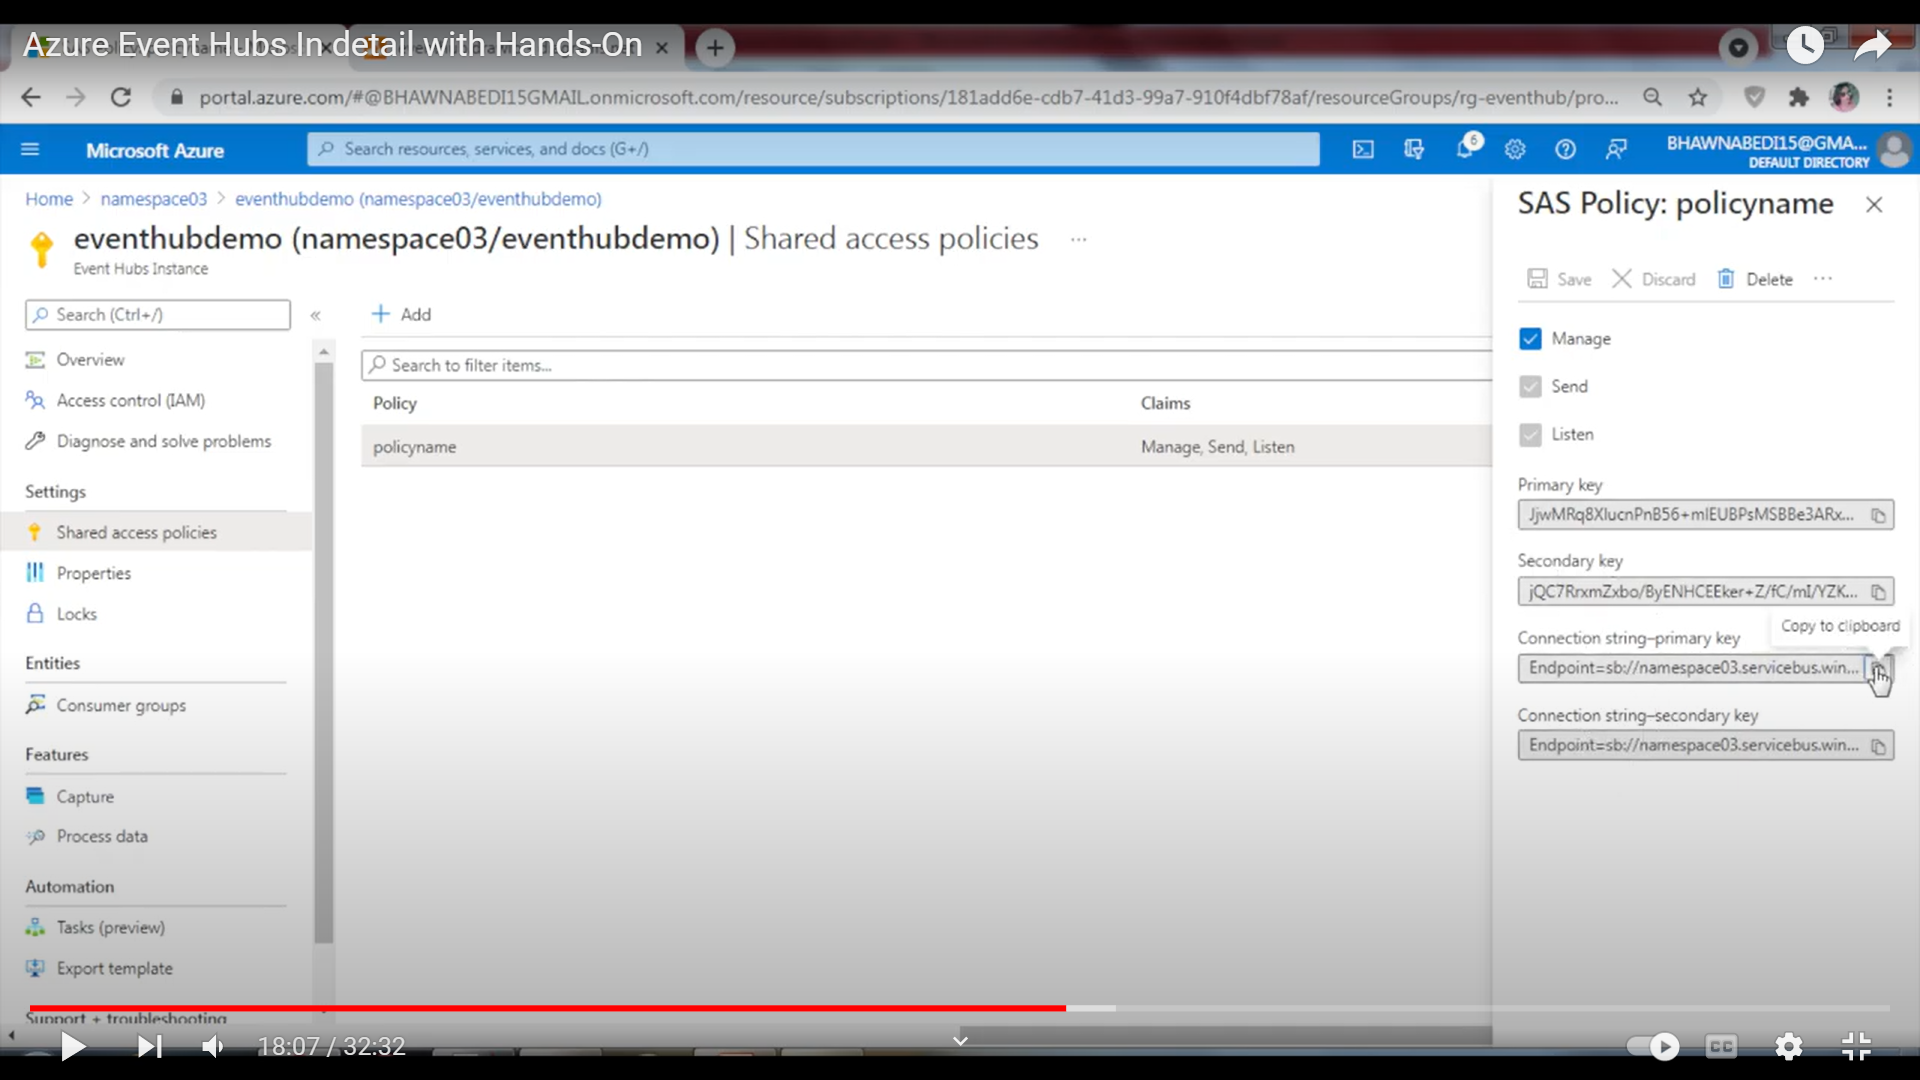 Azure Event Hubs In detail with Hands-On
portal.azure.com/#@BHAWNABEDI15GMAIL.onmicrosoft.com/resource/subscriptions/181add6e-cdb7-41d3-99a7-910f4dbf78af/resourceGroups/rg-eventhub/pro...
Microsoft Azure
Search resources, services, and docs (G+/)
6
BHAWNABEDI15@GMA...
DEFAULT DIRECTORY
Home > namespace03 > eventhubdemo (namespace03/eventhubdemo)
eventhubdemo (namespace03/eventhubdemo) | Shared access policies ...
Event Hubs Instance
Search (Ctrl+/)
«
Overview
Access control (IAM)
Diagnose and solve problems
Settings
Shared access policies
Properties
Locks
Entities
Consumer groups
Features
Capture
Process data
Automation
Tasks (preview)
Export template
Support + troubleshooting
+ Add
Search to filter items...
Policy Claims
policyname Manage, Send, Listen
SAS Policy: policyname
Save Discard Delete ...
Manage
Send
Listen
Primary key
JjwMRq8XlucnPnB56+mlEUBPsMSBBe3ARx...
Secondary key
jQC7RrxmZxbo/ByENHCEEker+Z/fC/mI/YZK...
Copy to clipboard
Connection string–primary key
Endpoint=sb://namespace03.servicebus.win...
Connection string–secondary key
Endpoint=sb://namespace03.servicebus.win...
18:07 / 32:32
CC